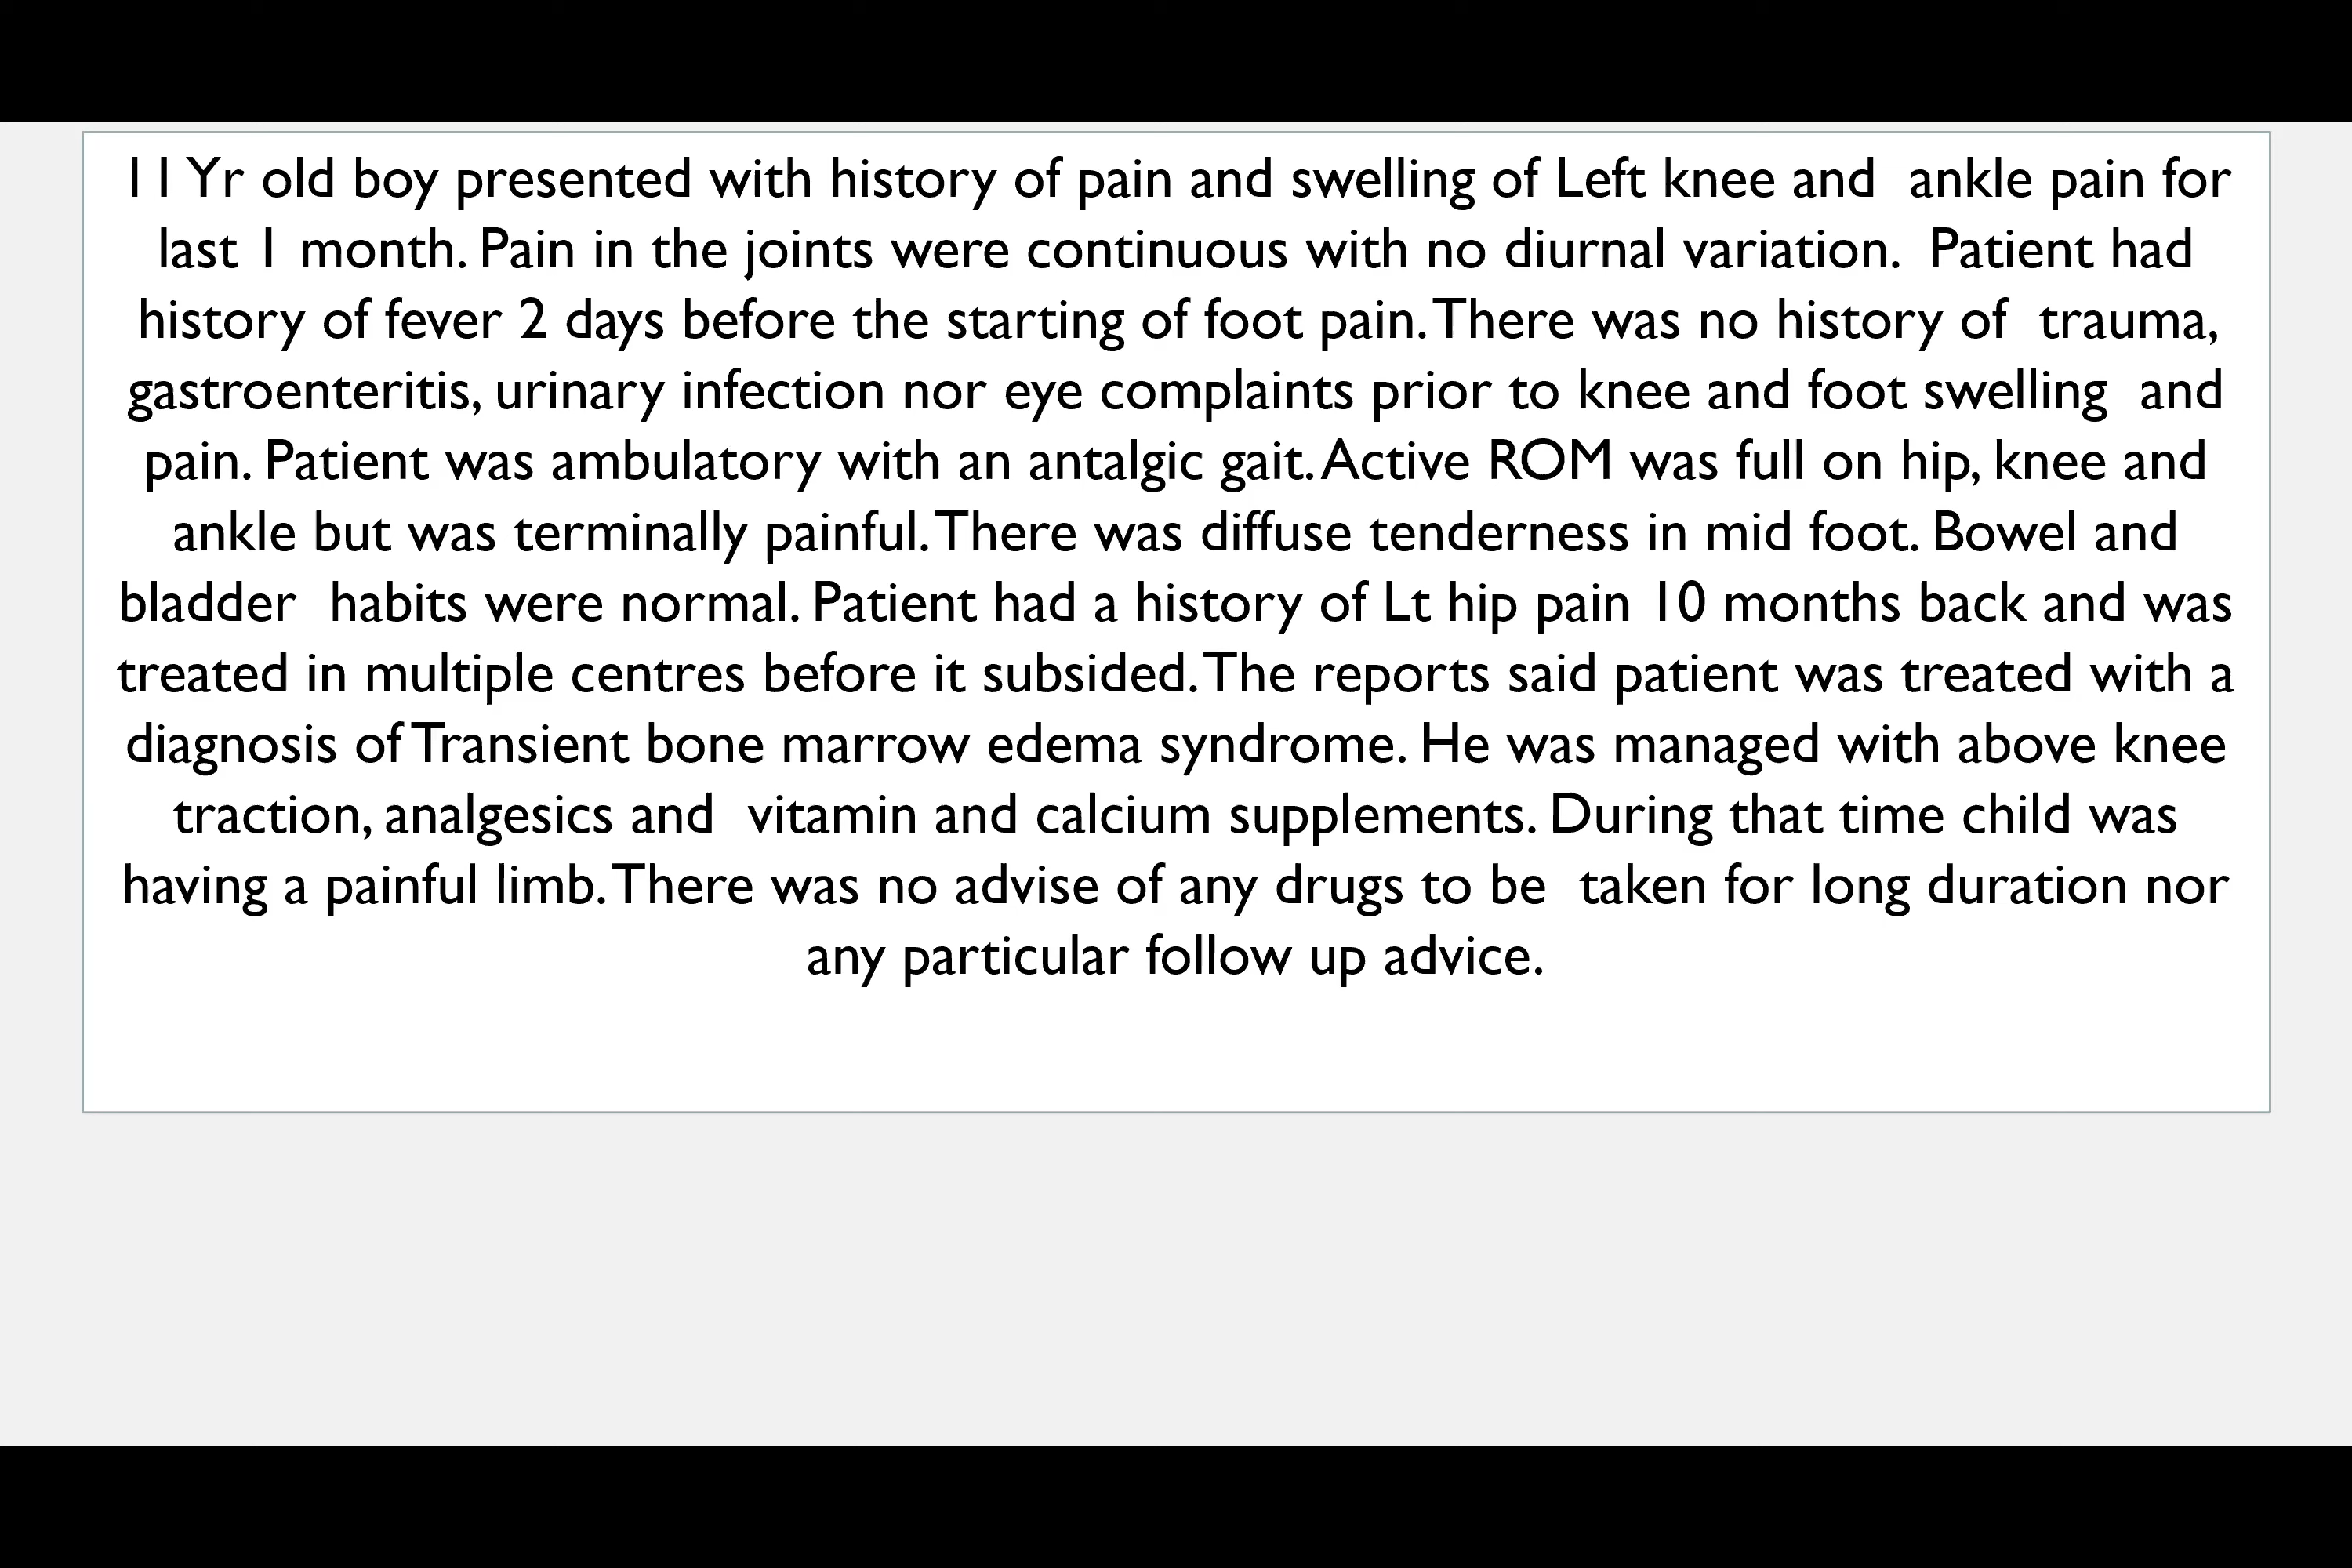 11 Yr old boy presented with history of pain and swelling of Left knee and ankle pain for
last 1 month. Pain in the joints were continuous with no diurnal variation. Patient had
history of fever 2 days before the starting of foot pain. There was no history of trauma,
gastroenteritis, urinary infection nor eye complaints prior to knee and foot swelling and
pain. Patient was ambulatory with an antalgic gait. Active ROM was full on hip, knee and
ankle but was terminally painful. There was diffuse tenderness in mid foot. Bowel and
bladder habits were normal. Patient had a history of Lt hip pain 10 months back and was
treated in multiple centres before it subsided. The reports said patient was treated with a
diagnosis of Transient bone marrow edema syndrome. He was managed with above knee
traction, analgesics and vitamin and calcium supplements. During that time child was
having a painful limb. There was no advise of any drugs to be taken for long duration nor
any particular follow up advice.